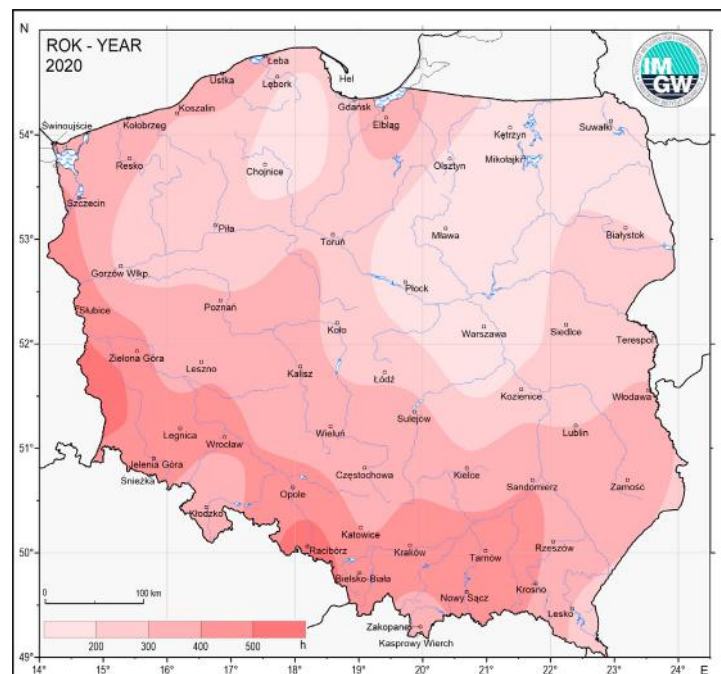 N
ROK - YEAR
2020
IM
GW
Łeba
Ustka
Lębork
Hel
Koszalin
Gdańsk
Kołobrzeg
Elbląg
Suwałki
Świnoujście
54°
Kętrzyn
Resko
Chojnice
Olsztyn
Mikołajki
Szczecin
Piła
Toruń
Mława
Białystok
53°
Gorzów Wlkp.
Płock
Słubice
Poznań
Koło
Warszawa
Siedlce
Terespol
52°
Zielona Góra
Leszno
Kalisz
Łódź
Kozienice
Włodawa
Sulejów
Legnica
Wrocław
Wieluń
Lublin
51°
Jelenia Góra
Śnieżka
Częstochowa
Kielce
Sandomierz
Zamość
Opole
Kłodzko
Katowice
50°
Racibórz
Kraków
Tarnów
Rzeszów
Bielsko-Biała
Nowy Sącz
Krosno
Lesko
0 100 km
Zakopane
Kasprowy Wierch
200 300 400 500 h
49°
14° 15° 16° 17° 18° 19° 20° 21° 22° 23° 24° E